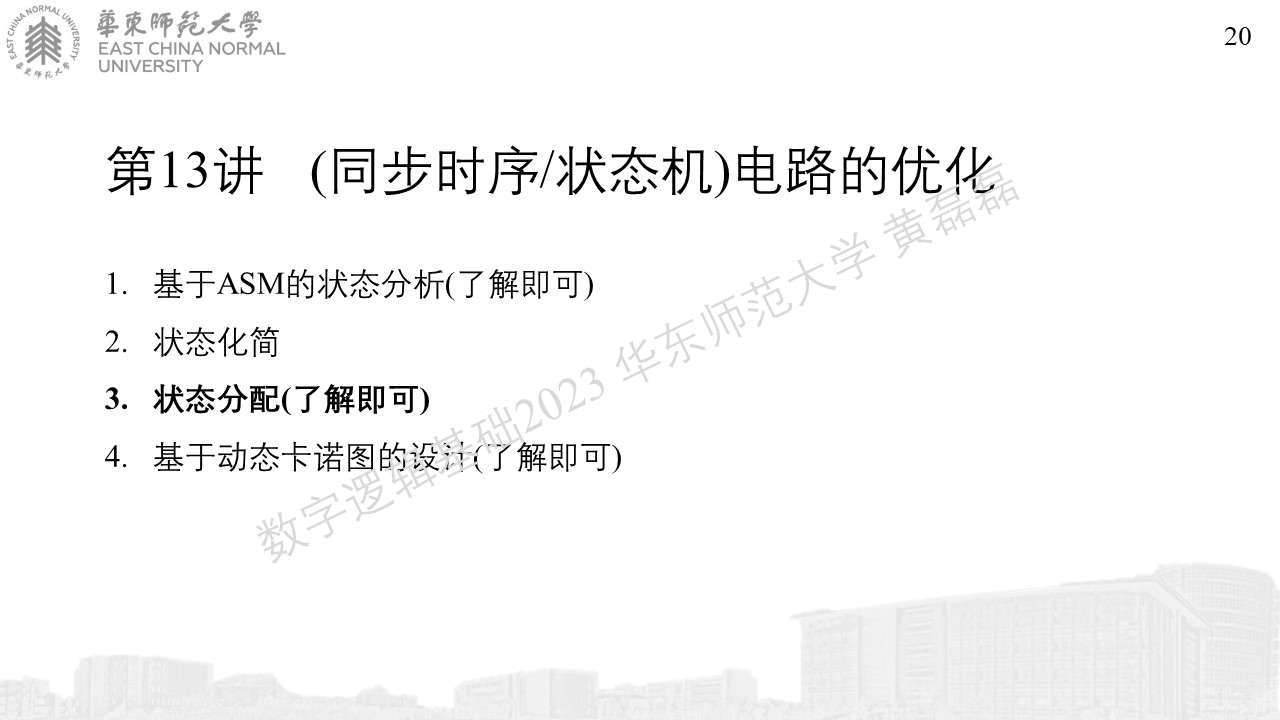 華東師範大學
EAST CHINA NORMAL
UNIVERSITY
EAST CHINA NORMAL UNIVERSITY
華東师范大学
20
第13讲 (同步时序/状态机)电路的优化
1. 基于ASM的状态分析(了解即可)
2. 状态化简
3. 状态分配(了解即可)
4. 基于动态卡诺图的设计(了解即可)
数字逻辑基础2023 华东师范大学 黄磊磊